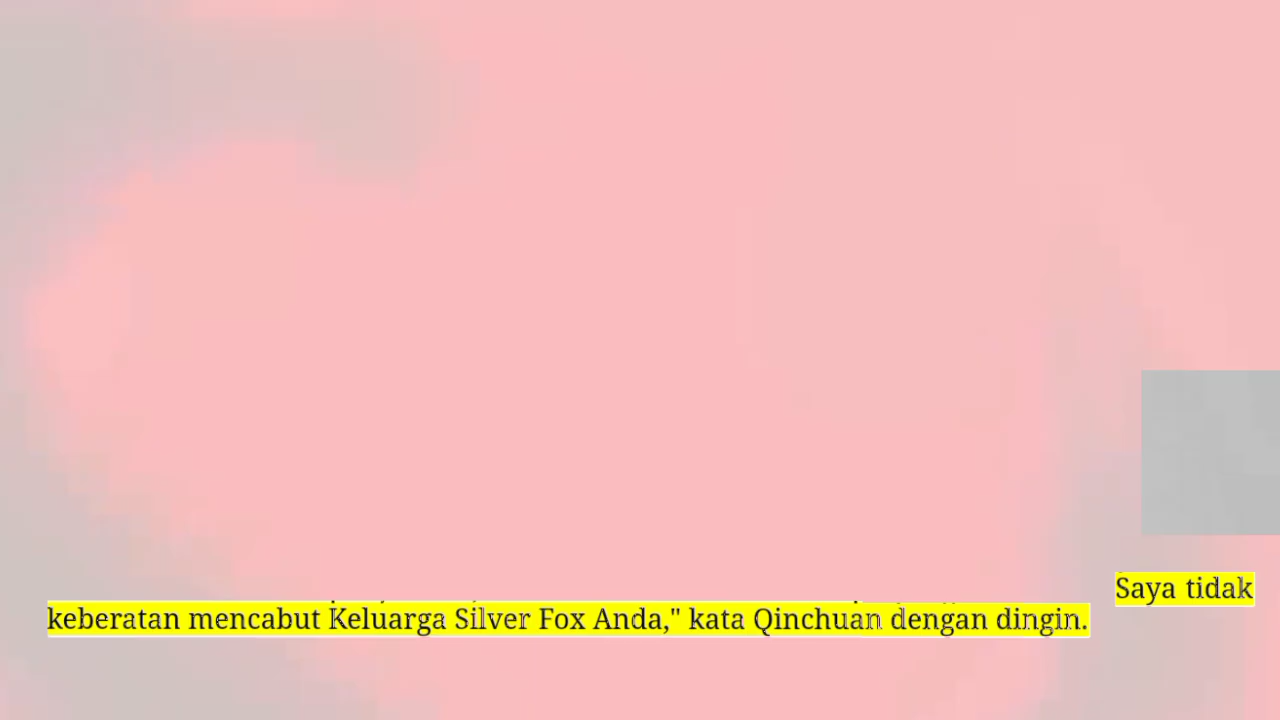 Saya tidak
keberatan mencabut Keluarga Silver Fox Anda," kata Qinchuan dengan dingin.